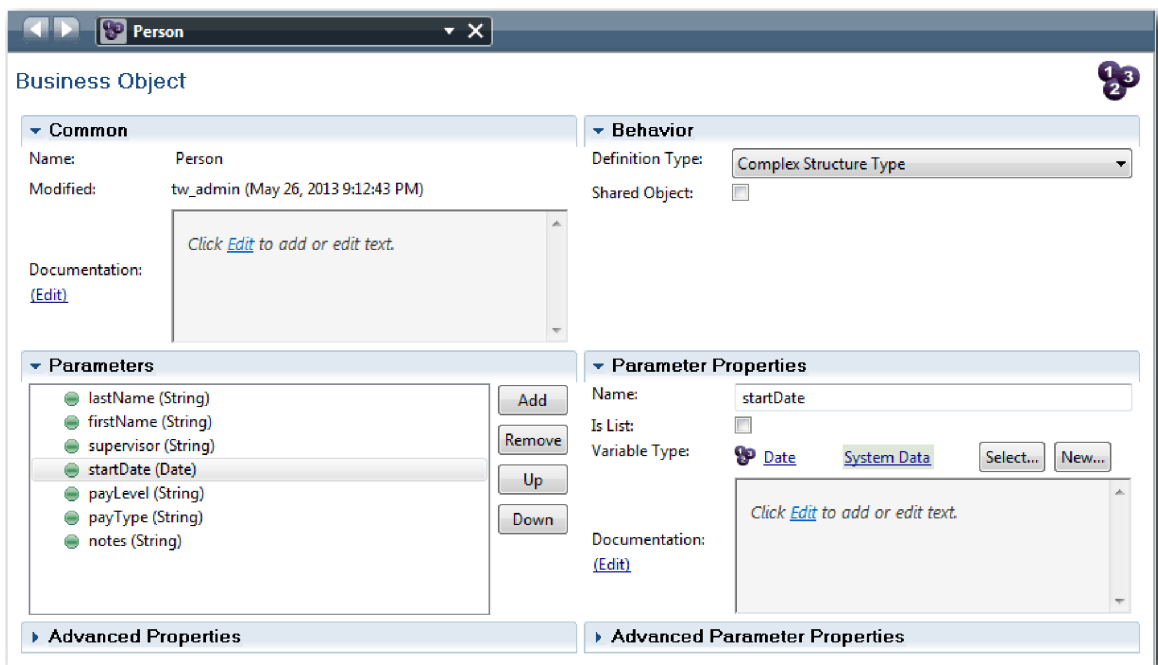 Person
Business Object
1 2 3
Common
Name: Person
Modified: tw_admin (May 26, 2013 9:12:43 PM)
Click Edit to add or edit text.
Documentation:
(Edit)
Behavior
Definition Type: Complex Structure Type
Shared Object:
Parameters
lastName (String)
firstName (String)
supervisor (String)
startDate (Date)
payLevel (String)
payType (String)
notes (String)
Add
Remove
Up
Down
Parameter Properties
Name: startDate
Is List:
Variable Type: Date System Data Select... New...
Click Edit to add or edit text.
Documentation:
(Edit)
Advanced Properties
Advanced Parameter Properties